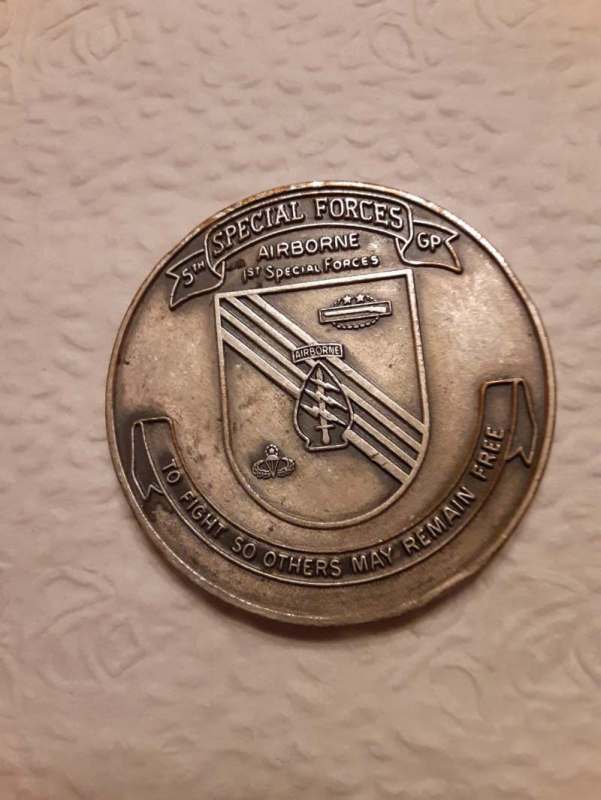 5TH SPECIAL FORCES GP
AIRBORNE
1ST SPECIAL FORCES
AIRBORNE
TO FIGHT SO OTHERS MAY REMAIN FREE